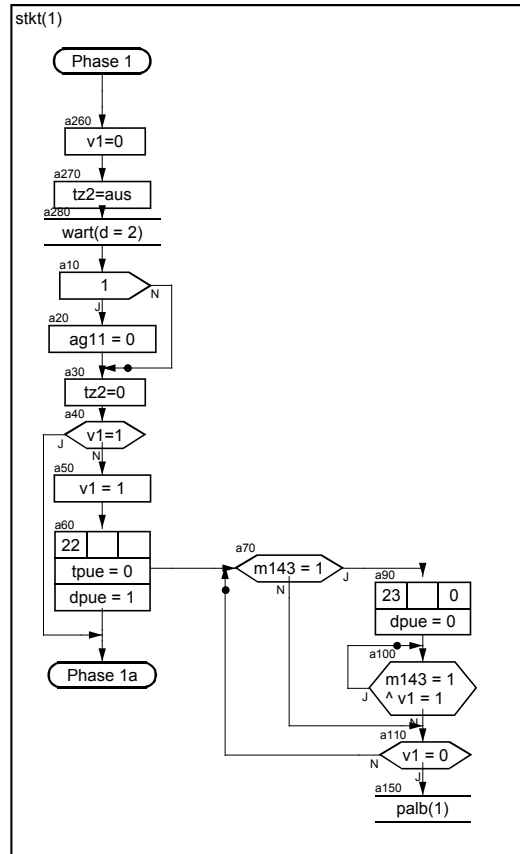 stkt(1)
Phase 1
a260
v1=0
a270
tz2=aus
a280
wart(d = 2)
a10
1
N
J
a20
ag11 = 0
a30
tz2=0
a40
v1=1
J
N
a50
v1 = 1
a60
22
tpue = 0
dpue = 1
Phase 1a
a70
m143 = 1
J
N
a90
23 0
dpue = 0
a100
m143 = 1
^ v1 = 1
J
N
a110
v1 = 0
N
J
a150
palb(1)